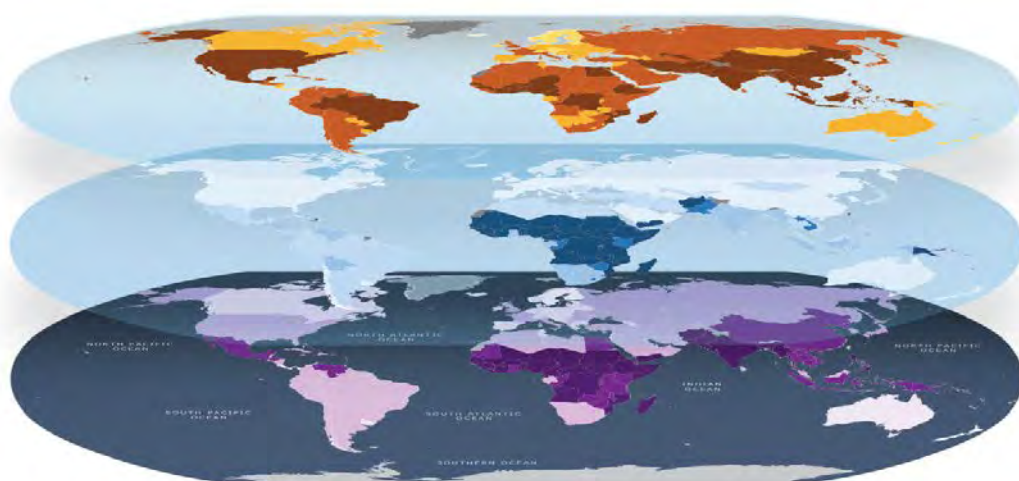 NORTH PACIFIC
OCEAN
NORTH ATLANTIC
OCEAN
NORTH PACIFIC
OCEAN
INDIAN
OCEAN
SOUTH PACIFIC
OCEAN
SOUTH ATLANTIC
OCEAN
SOUTHERN OCEAN